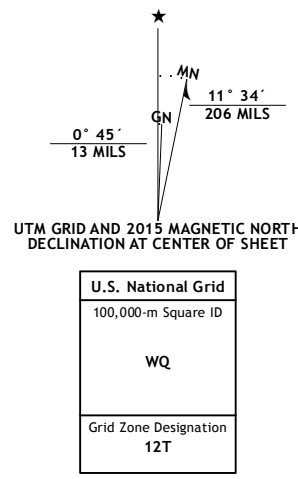 ★
MN
GN
11° 34´
206 MILS
0° 45´
13 MILS
UTM GRID AND 2015 MAGNETIC NORTH
DECLINATION AT CENTER OF SHEET
U.S. National Grid
100,000-m Square ID
WQ
Grid Zone Designation
12T